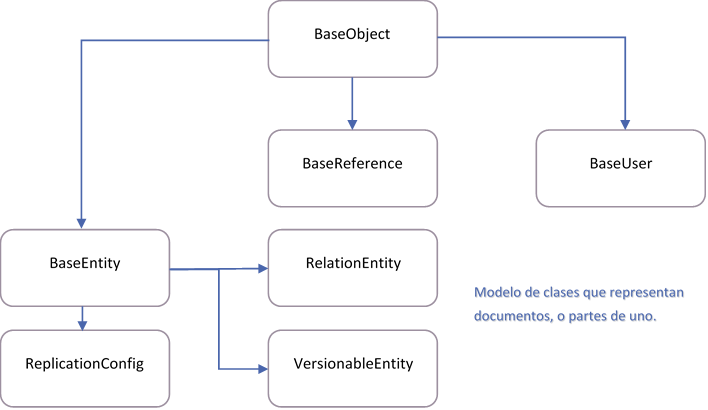 BaseObject
BaseReference
BaseUser
BaseEntity
RelationEntity
Modelo de clases que representan
documentos, o partes de uno.
ReplicationConfig
VersionableEntity